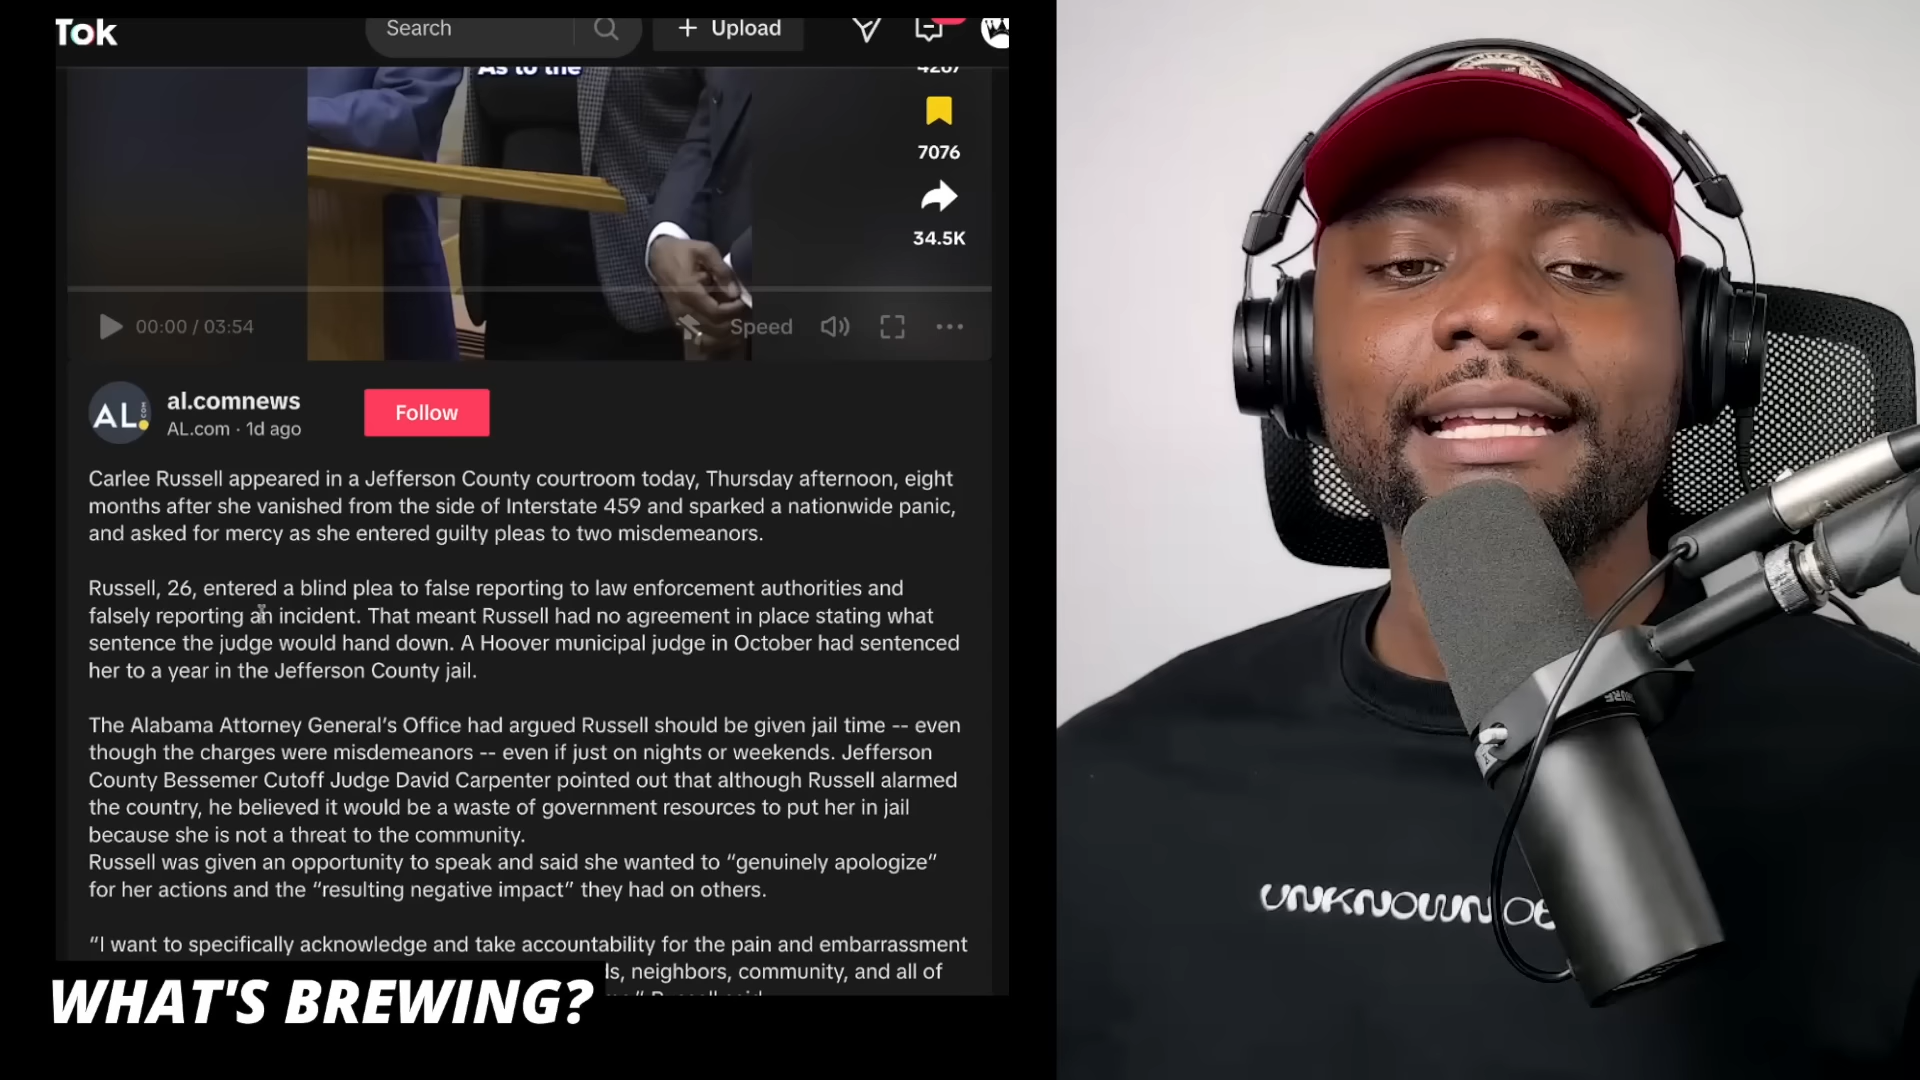 Tok
Search
+ Upload
As to the
4267
7076
34.5K
00:00 / 03:54
Speed
AL.com
al.comnews
AL.com · 1d ago
Follow
Carlee Russell appeared in a Jefferson County courtroom today, Thursday afternoon, eight
months after she vanished from the side of Interstate 459 and sparked a nationwide panic,
and asked for mercy as she entered guilty pleas to two misdemeanors.
Russell, 26, entered a blind plea to false reporting to law enforcement authorities and
falsely reporting an incident. That meant Russell had no agreement in place stating what
sentence the judge would hand down. A Hoover municipal judge in October had sentenced
her to a year in the Jefferson County jail.
The Alabama Attorney General's Office had argued Russell should be given jail time -- even
though the charges were misdemeanors -- even if just on nights or weekends. Jefferson
County Bessemer Cutoff Judge David Carpenter pointed out that although Russell alarmed
the country, he believed it would be a waste of government resources to put her in jail
because she is not a threat to the community.
Russell was given an opportunity to speak and said she wanted to “genuinely apologize”
for her actions and the “resulting negative impact” they had on others.
“I want to specifically acknowledge and take accountability for the pain and embarrassment
neighbors, community, and all of
Russell said
WHAT'S BREWING?
UNKNOWN
SHURE